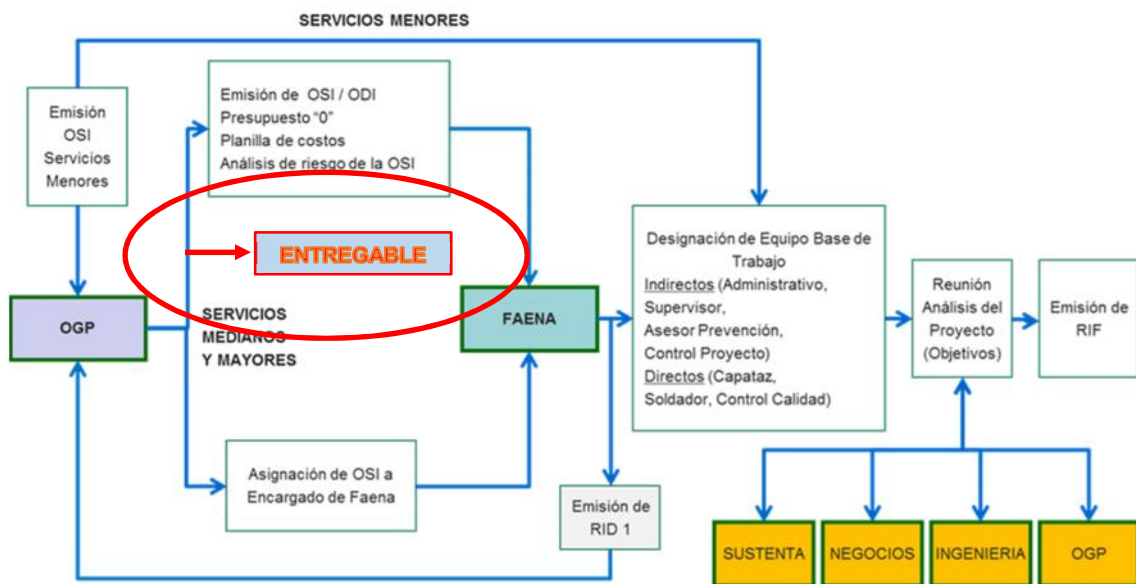 SERVICIOS MENORES
Emisión
OSI
Servicios
Menores
Emisión de OSI / ODI
Presupuesto "0"
Planilla de costos
Análisis de riesgo de la OSI
ENTREGABLE
OGP
SERVICIOS
MEDIANOS
Y MAYORES
FAENA
Designación de Equipo Base de
Trabajo
Indirectos (Administrativo,
Supervisor,
Asesor Prevención,
Control Proyecto)
Directos (Capataz,
Soldador, Control Calidad)
Reunión
Análisis del
Proyecto
(Objetivos)
Emisión de
RIF
Asignación de OSI a
Encargado de Faena
Emisión de
RID 1
SUSTENTA
NEGOCIOS
INGENIERIA
OGP